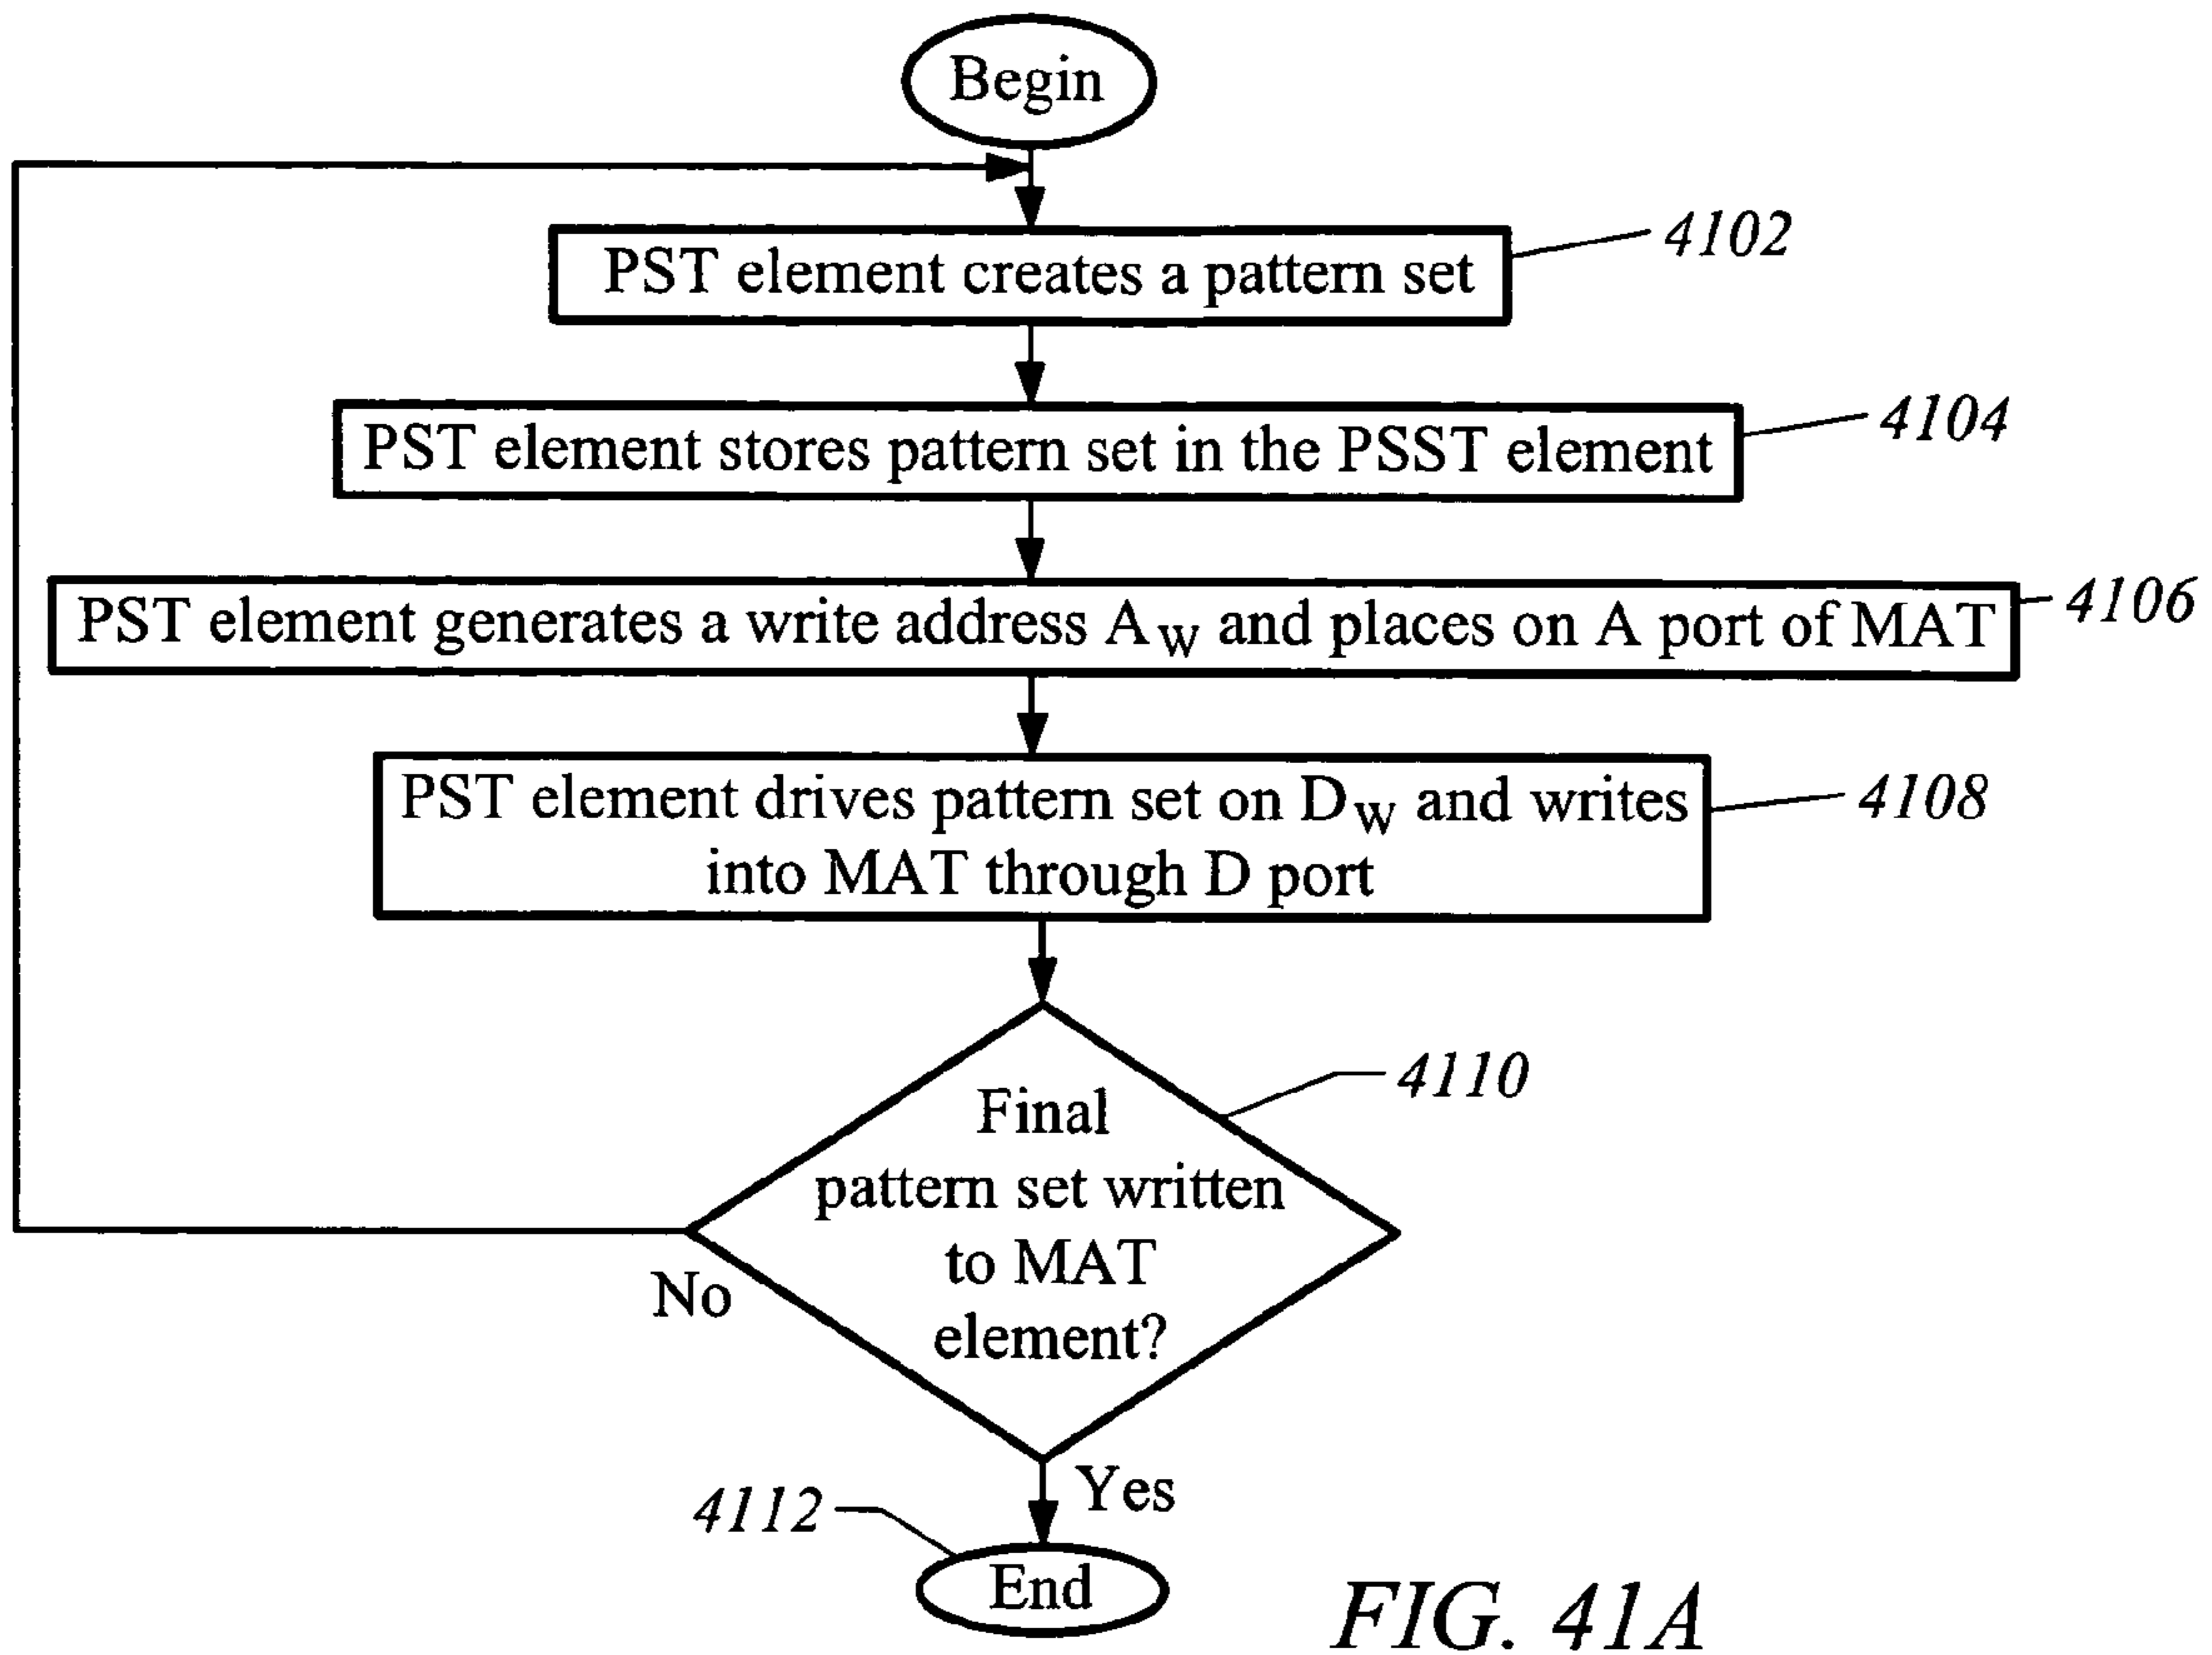 Begin
PST element creates a pattern set
4102
PST element stores pattern set in the PSST element
4104
PST element generates a write address AW and places on A port of MAT
4106
PST element drives pattern set on DW and writes
into MAT through D port
4108
Final
pattern set written
to MAT
element?
4110
No
Yes
4112
End
FIG. 41A